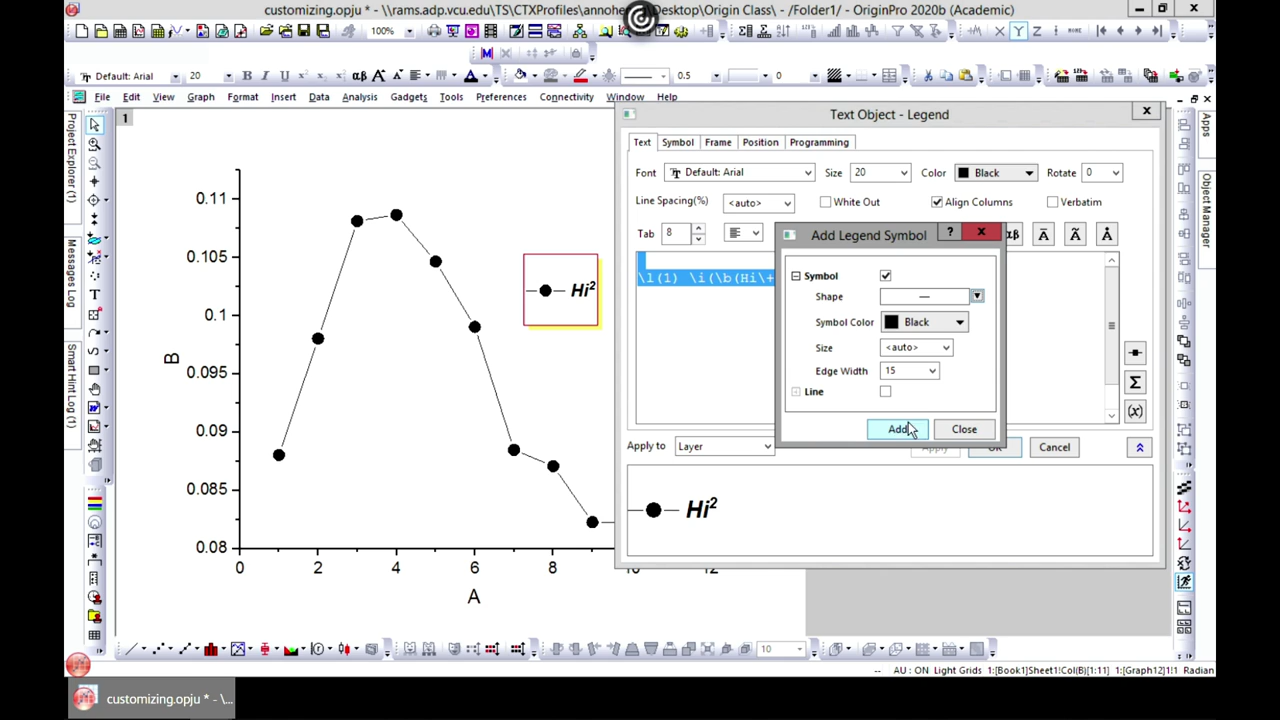 customizing.opju * - \\rams.adp.vcu.edu\TS\CTXProfiles\annohe
\Desktop\Origin Class\ - /Folder1/ - OriginPro 2020b (Academic)
100%
Default: Arial 20 B I U αβ A A A 0.5 0
File Edit View Graph Format Insert Data Analysis Gadgets Tools Preferences Connectivity Window Help
1
Text Object - Legend
Text Symbol Frame Position Programming
Font Default: Arial Size 20 Color Black Rotate 0
Line Spacing(%) <auto> White Out Align Columns Verbatim
Tab 8
\l(1) \i(\b(Hi\+
Add Legend Symbol ?
Symbol
Shape
Symbol Color Black
Size <auto>
Edge Width 15
Line
Add Close
Apply to Layer Apply OK Cancel
Hi²
Hi²
0.11
0.105
0.1
0.095
0.09
0.085
0.08
B
0 2 4 6 8 10 12
A
Project Explorer (1)
Messages Log
Smart Hint Log (1)
Apps
Object Manager
10
-- AU : ON Light Grids 1:[Book1]Sheet1!Col(B)[1:11] 1:[Graph12]1!1 Radian
customizing.opju * - \...